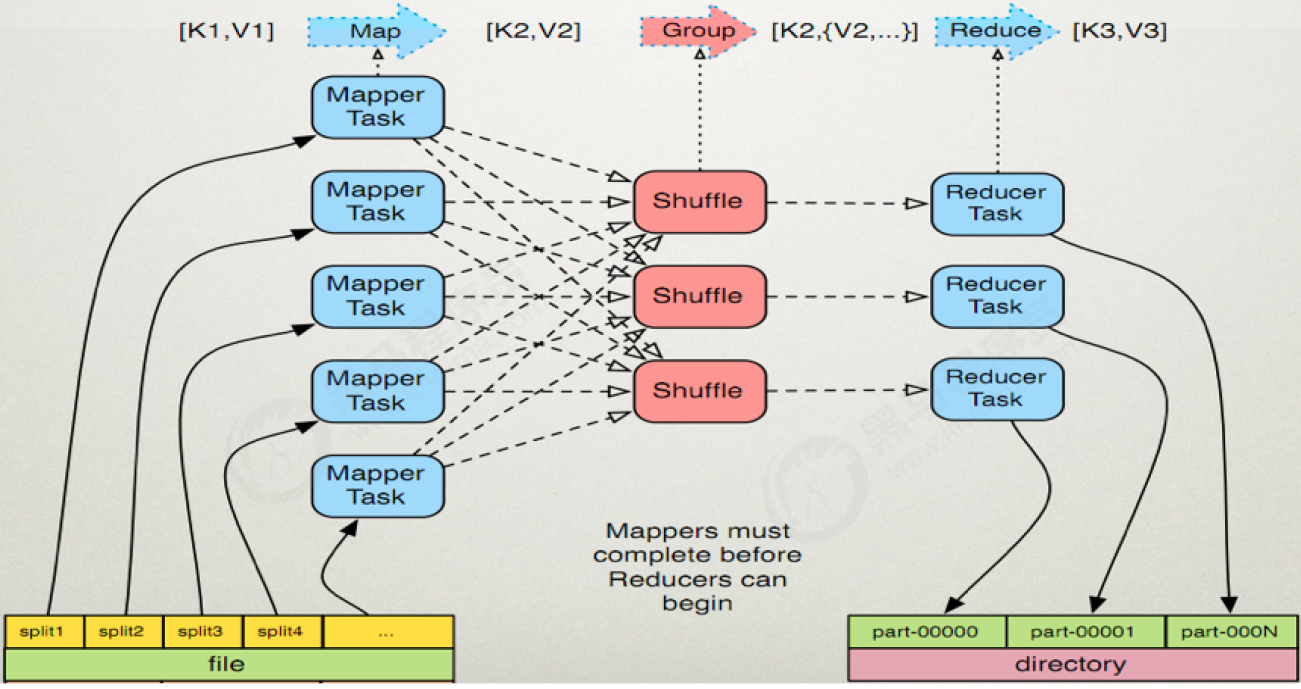 [K1,V1] Map [K2,V2] Group [K2,{V2,...}] Reduce [K3,V3]
Mapper
Task
Mapper
Task
Mapper
Task
Mapper
Task
Mapper
Task
Shuffle
Shuffle
Shuffle
Reducer
Task
Reducer
Task
Reducer
Task
Mappers must
complete before
Reducers can
begin
split1 split2 split3 split4 ...
file
part-00000 part-00001 part-000N
directory